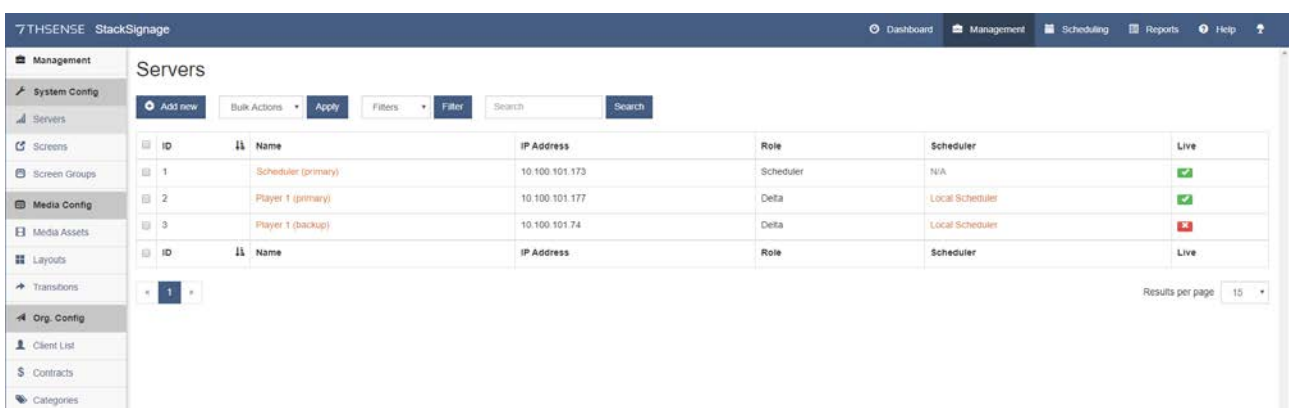 7THSENSE StackSignage
Dashboard Management Scheduling Reports Help
Management
System Config
Servers
Screens
Screen Groups
Media Config
Media Assets
Layouts
Transitions
Org. Config
Client List
Contracts
Categories
Servers
Add new Bulk Actions Apply Filters Filter Search Search
ID Name IP Address Role Scheduler Live
1 Scheduler (primary) 10.100.101.173 Scheduler N/A
2 Player 1 (primary) 10.100.101.177 Delta Local Scheduler
3 Player 1 (backup) 10.100.101.74 Delta Local Scheduler
ID Name IP Address Role Scheduler Live
« 1 » Results per page 15